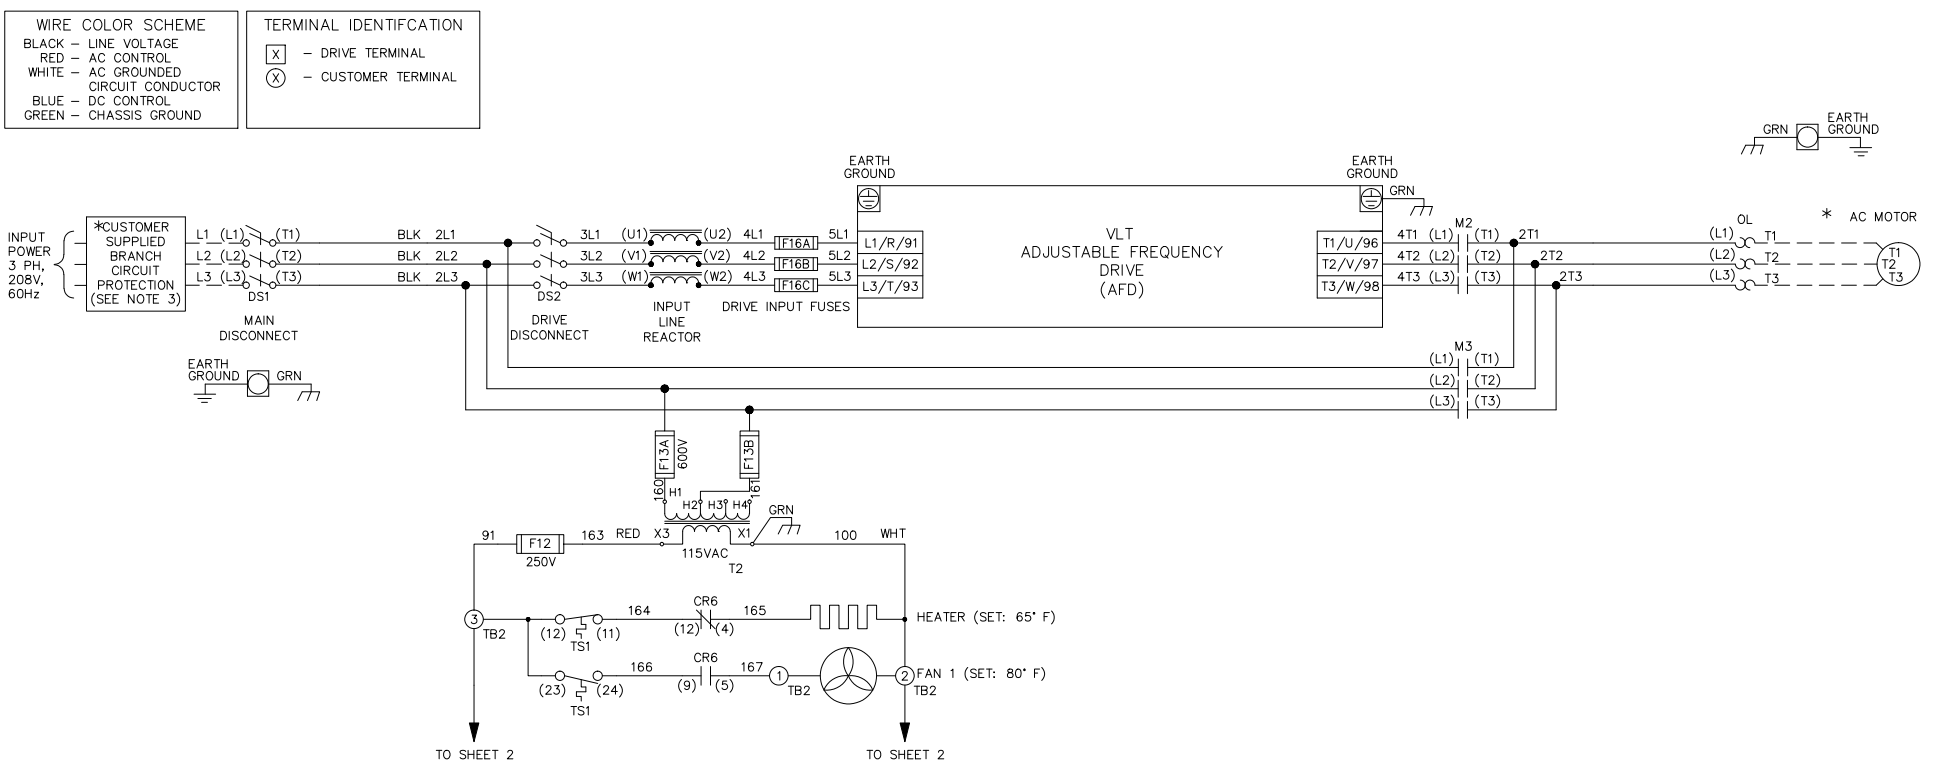 WIRE COLOR SCHEME
BLACK – LINE VOLTAGE
RED – AC CONTROL
WHITE – AC GROUNDED
CIRCUIT CONDUCTOR
BLUE – DC CONTROL
GREEN – CHASSIS GROUND
TERMINAL IDENTIFCATION
X – DRIVE TERMINAL
X – CUSTOMER TERMINAL
GRN
EARTH
GROUND
INPUT
POWER
3 PH,
208V,
60Hz
*CUSTOMER
SUPPLIED
BRANCH
CIRCUIT
PROTECTION
(SEE NOTE 3)
L1 (L1) (T1) BLK 2L1
L2 (L2) (T2) BLK 2L2
L3 (L3) (T3) BLK 2L3
DS1
MAIN
DISCONNECT
3L1 (U1) (U2) 4L1 F16A 5L1
3L2 (V1) (V2) 4L2 F16B 5L2
3L3 (W1) (W2) 4L3 F16C 5L3
DS2
DRIVE
DISCONNECT
INPUT
LINE
REACTOR
DRIVE INPUT FUSES
EARTH
GROUND
L1/R/91
L2/S/92
L3/T/93
VLT
ADJUSTABLE FREQUENCY
DRIVE
(AFD)
EARTH
GROUND
GRN
T1/U/96
T2/V/97
T3/W/98
M2
4T1 (L1) (T1) 2T1
4T2 (L2) (T2) 2T2
4T3 (L3) (T3) 2T3
OL
(L1) T1
(L2) T2
(L3) T3
* AC MOTOR
T1
T2
T3
M3
(L1) (T1)
(L2) (T2)
(L3) (T3)
EARTH
GROUND
GRN
F13A
600V
F13B
160
161
H1
H2
H3
H4
GRN
91 F12 163 RED X3 X1 100 WHT
250V
115VAC
T2
3
TB2
(12) (11)
TS1
164
CR6
(12) (4)
165
HEATER (SET: 65° F)
(23) (24)
TS1
166
CR6
(9) (5)
167
1
TB2
2
TB2
FAN 1 (SET: 80° F)
TO SHEET 2
TO SHEET 2